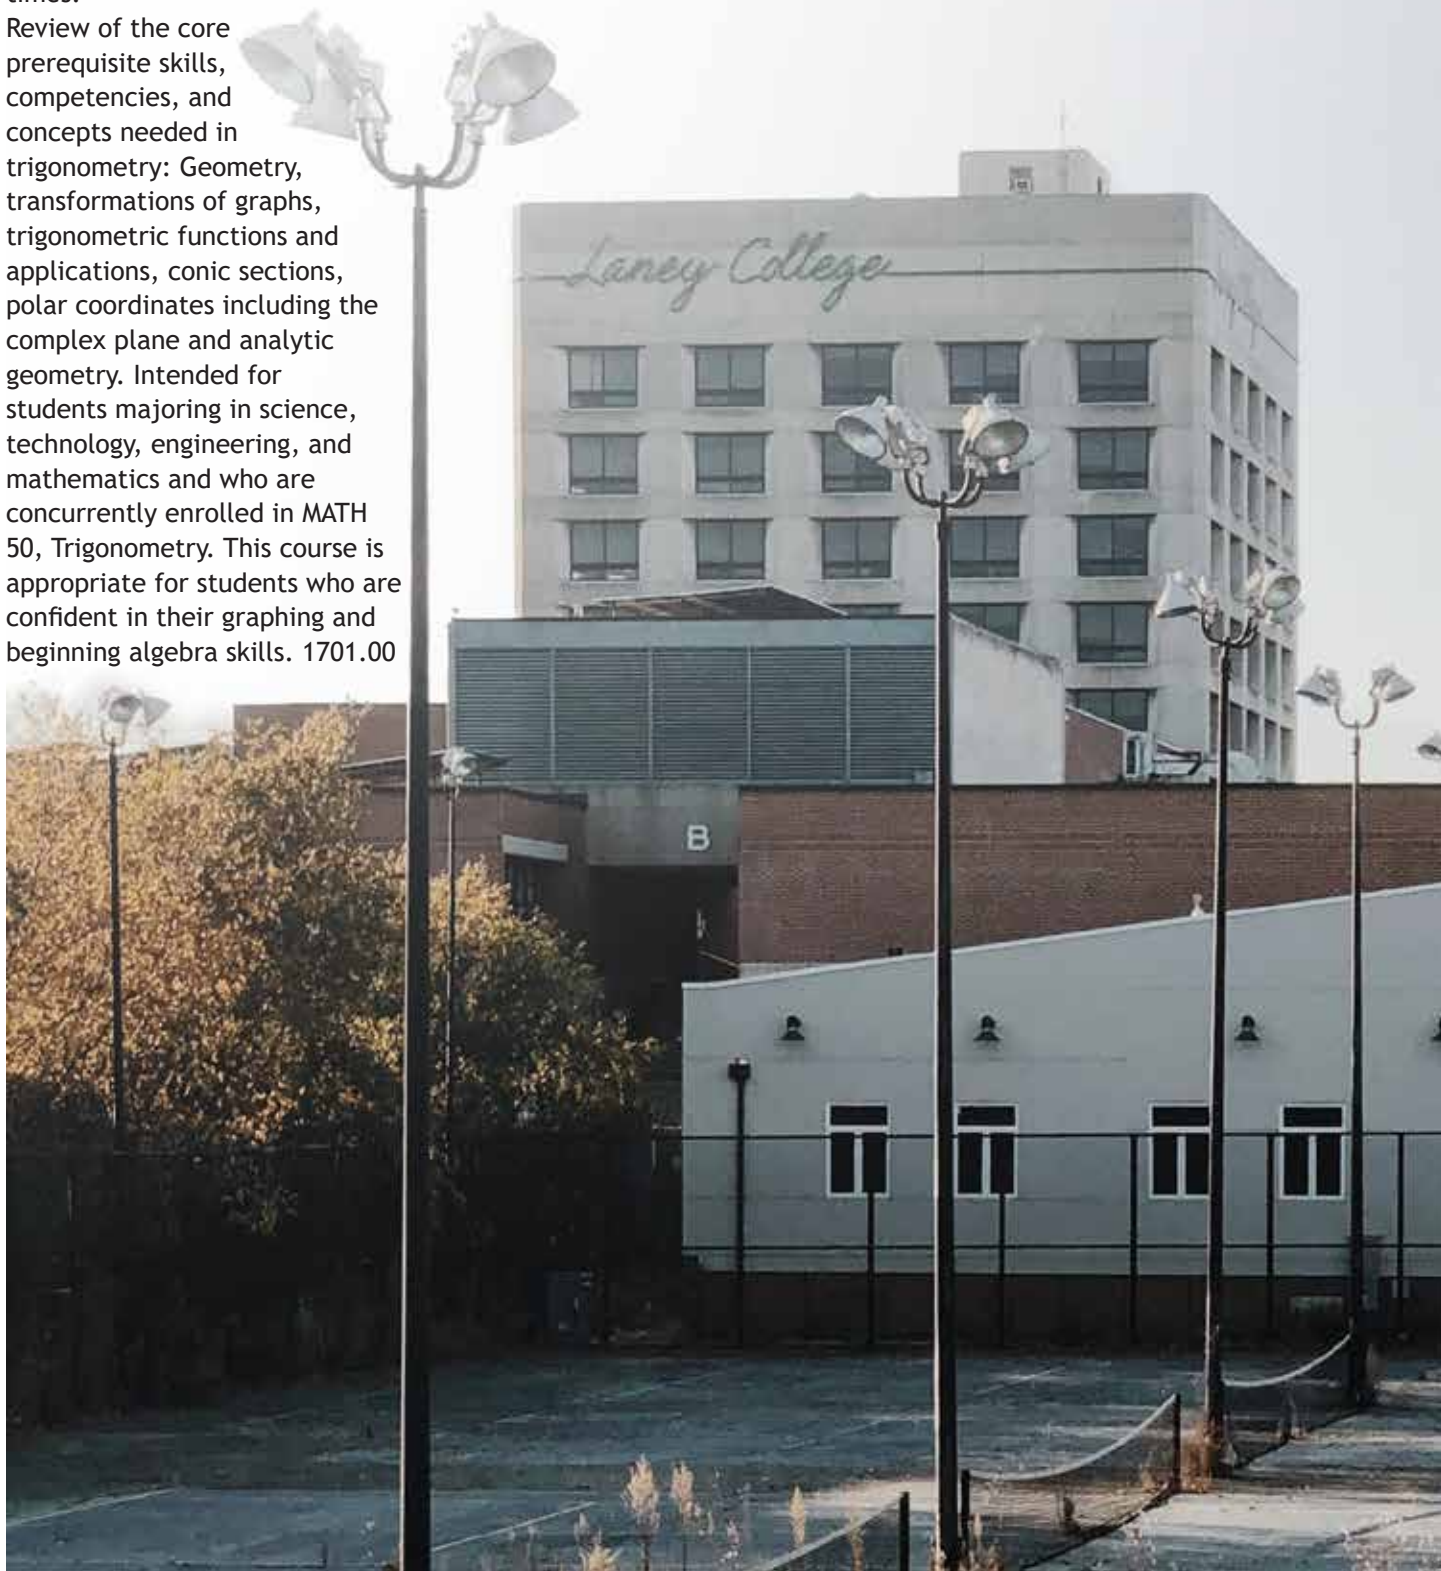 times.
Review of the core
prerequisite skills,
competencies, and
concepts needed in
trigonometry: Geometry,
transformations of graphs,
trigonometric functions and
applications, conic sections,
polar coordinates including the
complex plane and analytic
geometry. Intended for
students majoring in science,
technology, engineering, and
mathematics and who are
concurrently enrolled in MATH
50, Trigonometry. This course is
appropriate for students who are
confident in their graphing and
beginning algebra skills. 1701.00
Laney College
B